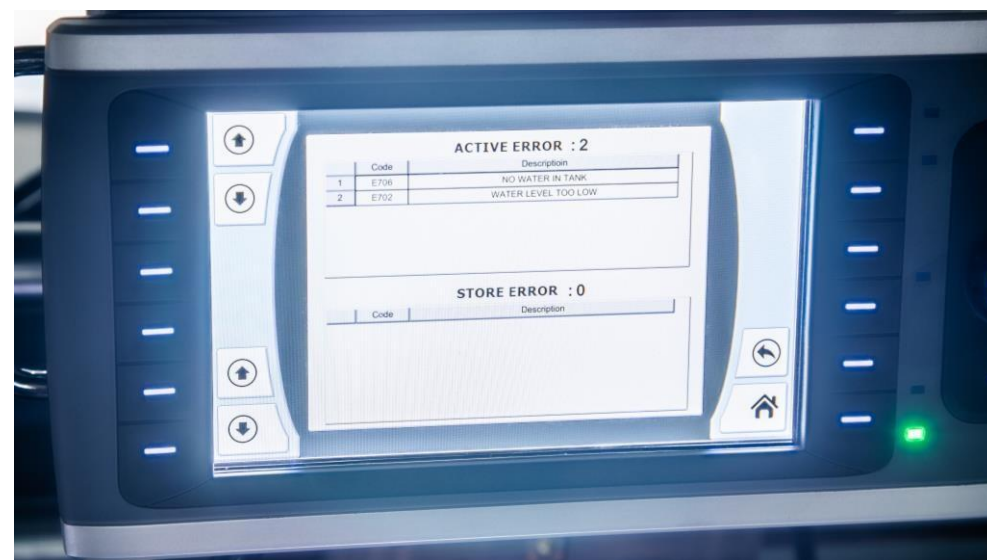 ACTIVE ERROR : 2
Code Descriptioin
1 E706 NO WATER IN TANK
2 E702 WATER LEVEL TOO LOW
STORE ERROR : 0
Code Description